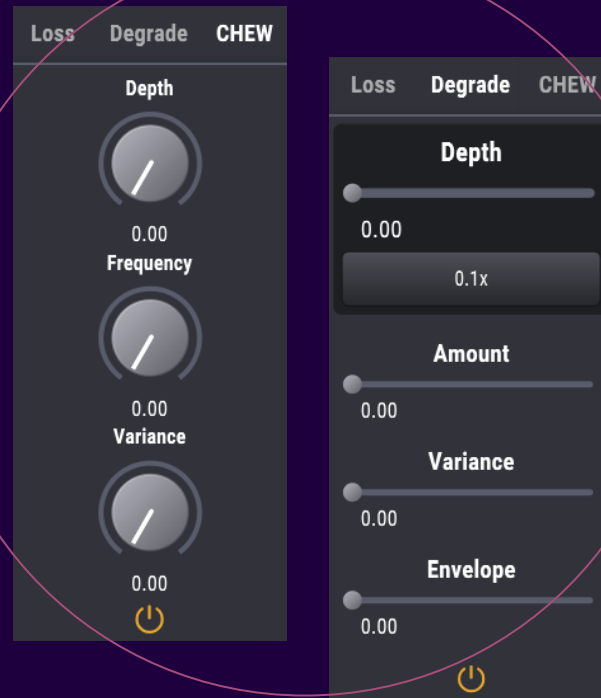 Loss Degrade CHEW
Depth
0.00
Frequency
0.00
Variance
0.00
Loss Degrade CHEW
Depth
0.00
0.1x
Amount
0.00
Variance
0.00
Envelope
0.00